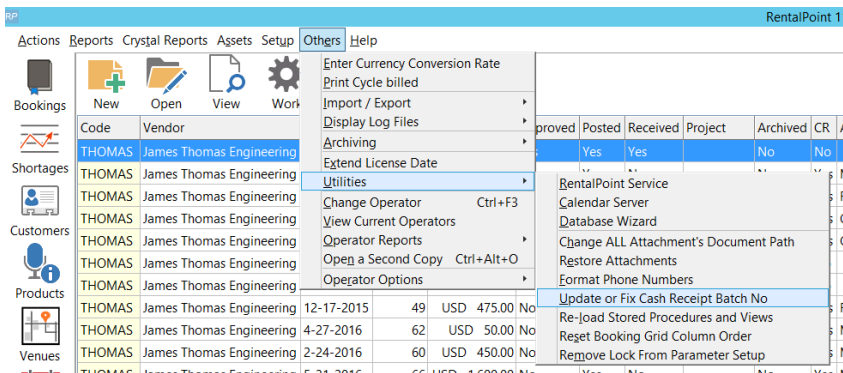 RP RentalPoint 1
Actions Reports Crystal Reports Assets Setup Others Help
Bookings
Shortages
Customers
Products
Venues
New Open View Work
Enter Currency Conversion Rate
Print Cycle billed
Import / Export
Display Log Files
Archiving
Extend License Date
Utilities
Change Operator Ctrl+F3
View Current Operators
Operator Reports
Open a Second Copy Ctrl+Alt+O
Operator Options
RentalPoint Service
Calendar Server
Database Wizard
Change ALL Attachment's Document Path
Restore Attachments
Format Phone Numbers
Update or Fix Cash Receipt Batch No
Re-load Stored Procedures and Views
Reset Booking Grid Column Order
Remove Lock From Parameter Setup
Code Vendor proved Posted Received Project Archived CR
THOMAS James Thomas Engineering Yes Yes No No
THOMAS James Thomas Engineering
THOMAS James Thomas Engineering
THOMAS James Thomas Engineering
THOMAS James Thomas Engineering
THOMAS James Thomas Engineering
THOMAS James Thomas Engineering
THOMAS James Thomas Engineering 12-17-2015 49 USD 475.00 No
THOMAS James Thomas Engineering 4-27-2016 62 USD 50.00 No
THOMAS James Thomas Engineering 2-24-2016 60 USD 450.00 No